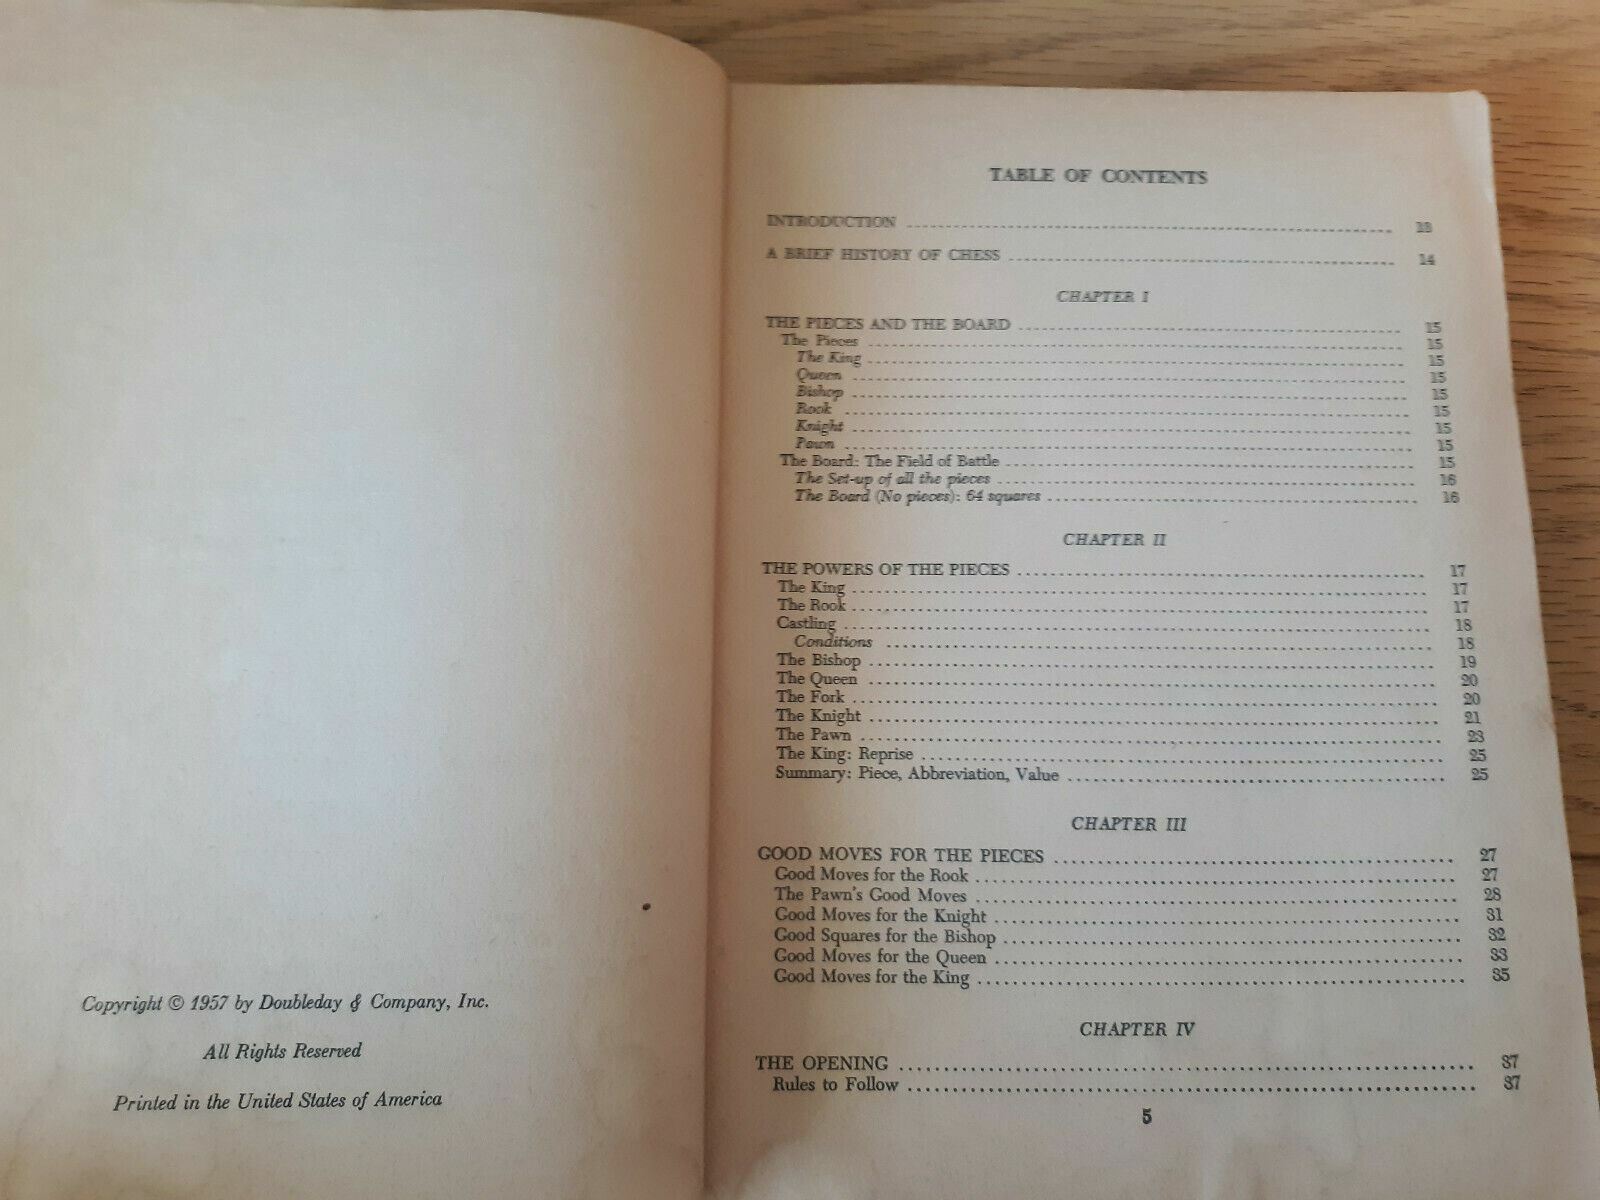 Copyright © 1957 by Doubleday & Company, Inc.
All Rights Reserved
Printed in the United States of America
TABLE OF CONTENTS
INTRODUCTION 13
A BRIEF HISTORY OF CHESS 14
CHAPTER I
THE PIECES AND THE BOARD 15
The Pieces 15
The King 15
Queen 15
Bishop 15
Rook 15
Knight 15
Pawn 15
The Board: The Field of Battle 15
The Set-up of all the pieces 16
The Board (No pieces): 64 squares 16
CHAPTER II
THE POWERS OF THE PIECES 17
The King 17
The Rook 17
Castling 18
Conditions 18
The Bishop 19
The Queen 20
The Fork 20
The Knight 21
The Pawn 23
The King: Reprise 25
Summary: Piece, Abbreviation, Value 25
CHAPTER III
GOOD MOVES FOR THE PIECES 27
Good Moves for the Rook 27
The Pawn's Good Moves 28
Good Moves for the Knight 31
Good Squares for the Bishop 32
Good Moves for the Queen 33
Good Moves for the King 35
CHAPTER IV
THE OPENING 37
Rules to Follow 37
5